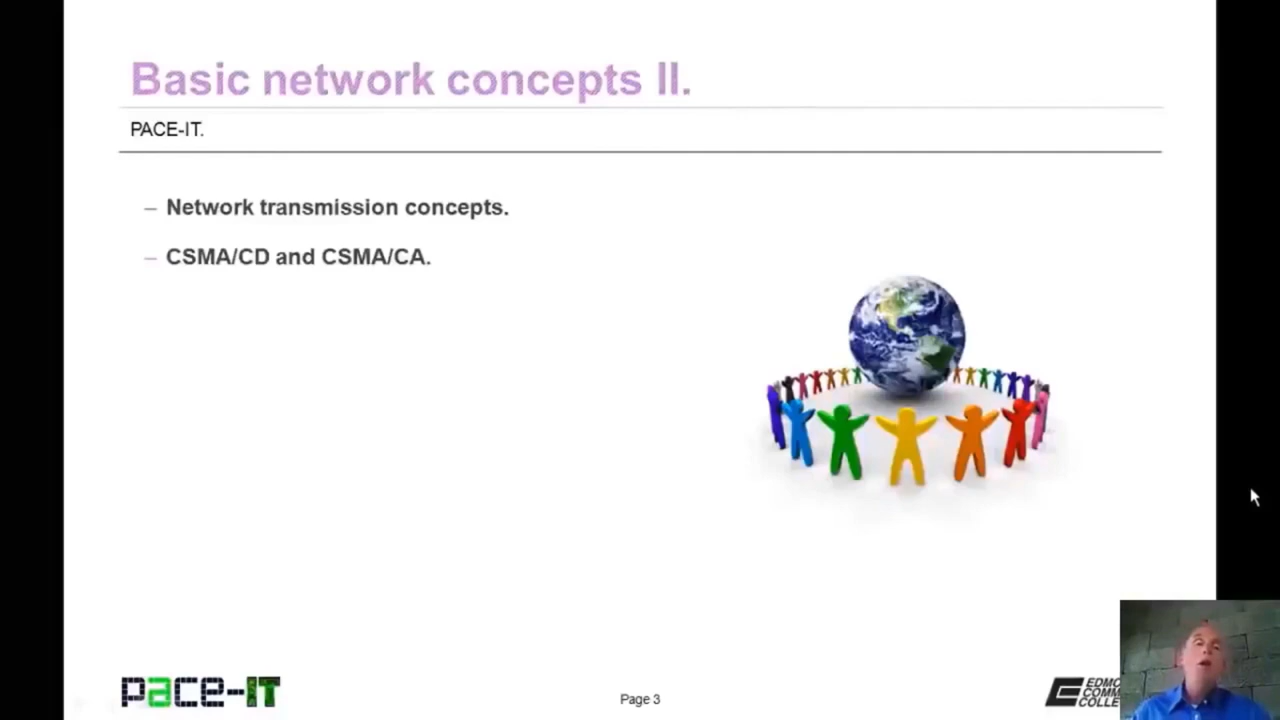 Basic network concepts II.
PACE-IT.
– Network transmission concepts.
– CSMA/CD and CSMA/CA.
pace-IT
Page 3